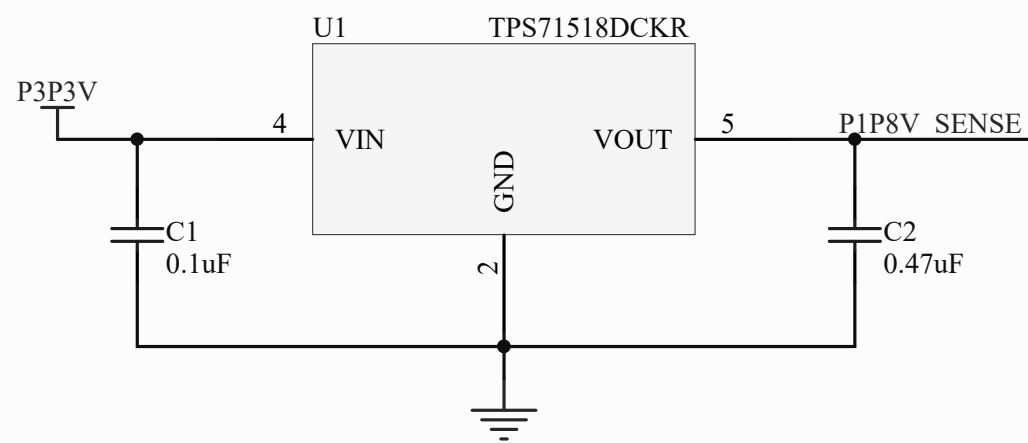 U1 TPS71518DCKR
P3P3V
4 VIN VOUT 5 P1P8V_SENSE
GND
C1
0.1uF
2
C2
0.47uF